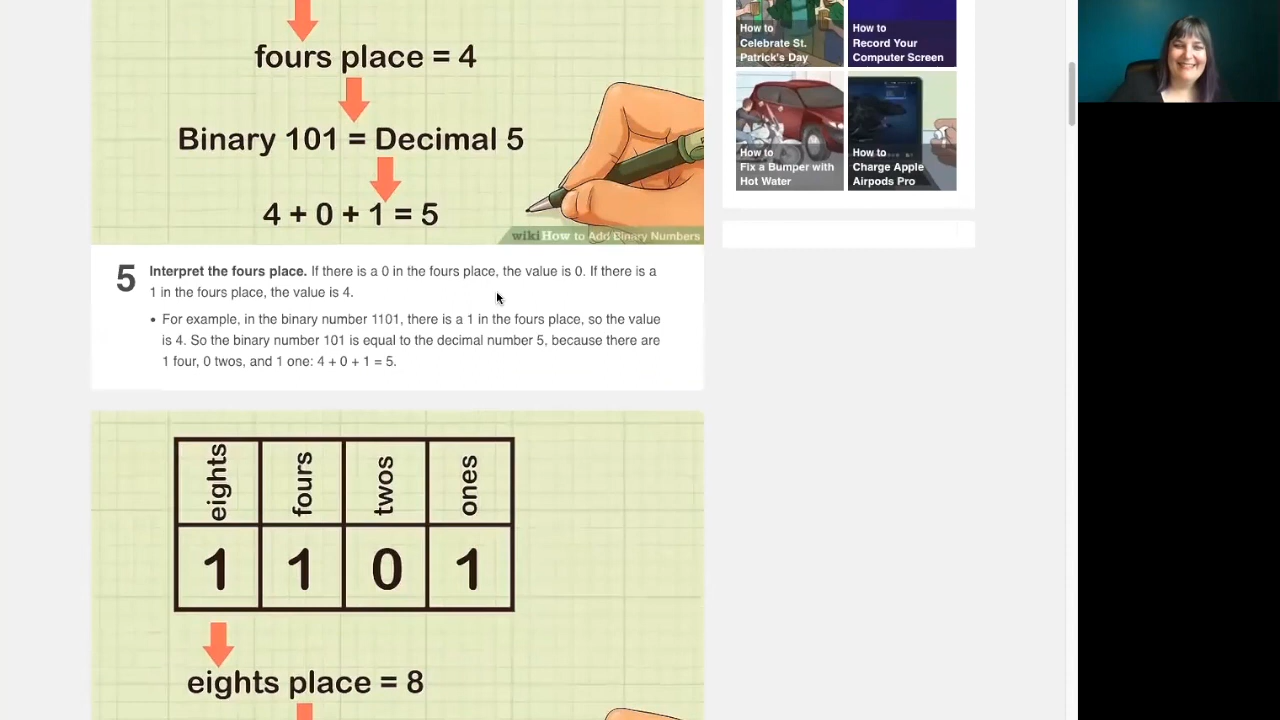 fours place = 4
Binary 101 = Decimal 5
4 + 0 + 1 = 5
wikiHow to Add Binary Numbers
5
Interpret the fours place. If there is a 0 in the fours place, the value is 0. If there is a
1 in the fours place, the value is 4.
• For example, in the binary number 1101, there is a 1 in the fours place, so the value
is 4. So the binary number 101 is equal to the decimal number 5, because there are
1 four, 0 twos, and 1 one: 4 + 0 + 1 = 5.
eights fours twos ones
1 1 0 1
eights place = 8
How to
Celebrate St.
Patrick's Day
How to
Record Your
Computer Screen
How to
Fix a Bumper with
Hot Water
How to
Charge Apple
Airpods Pro